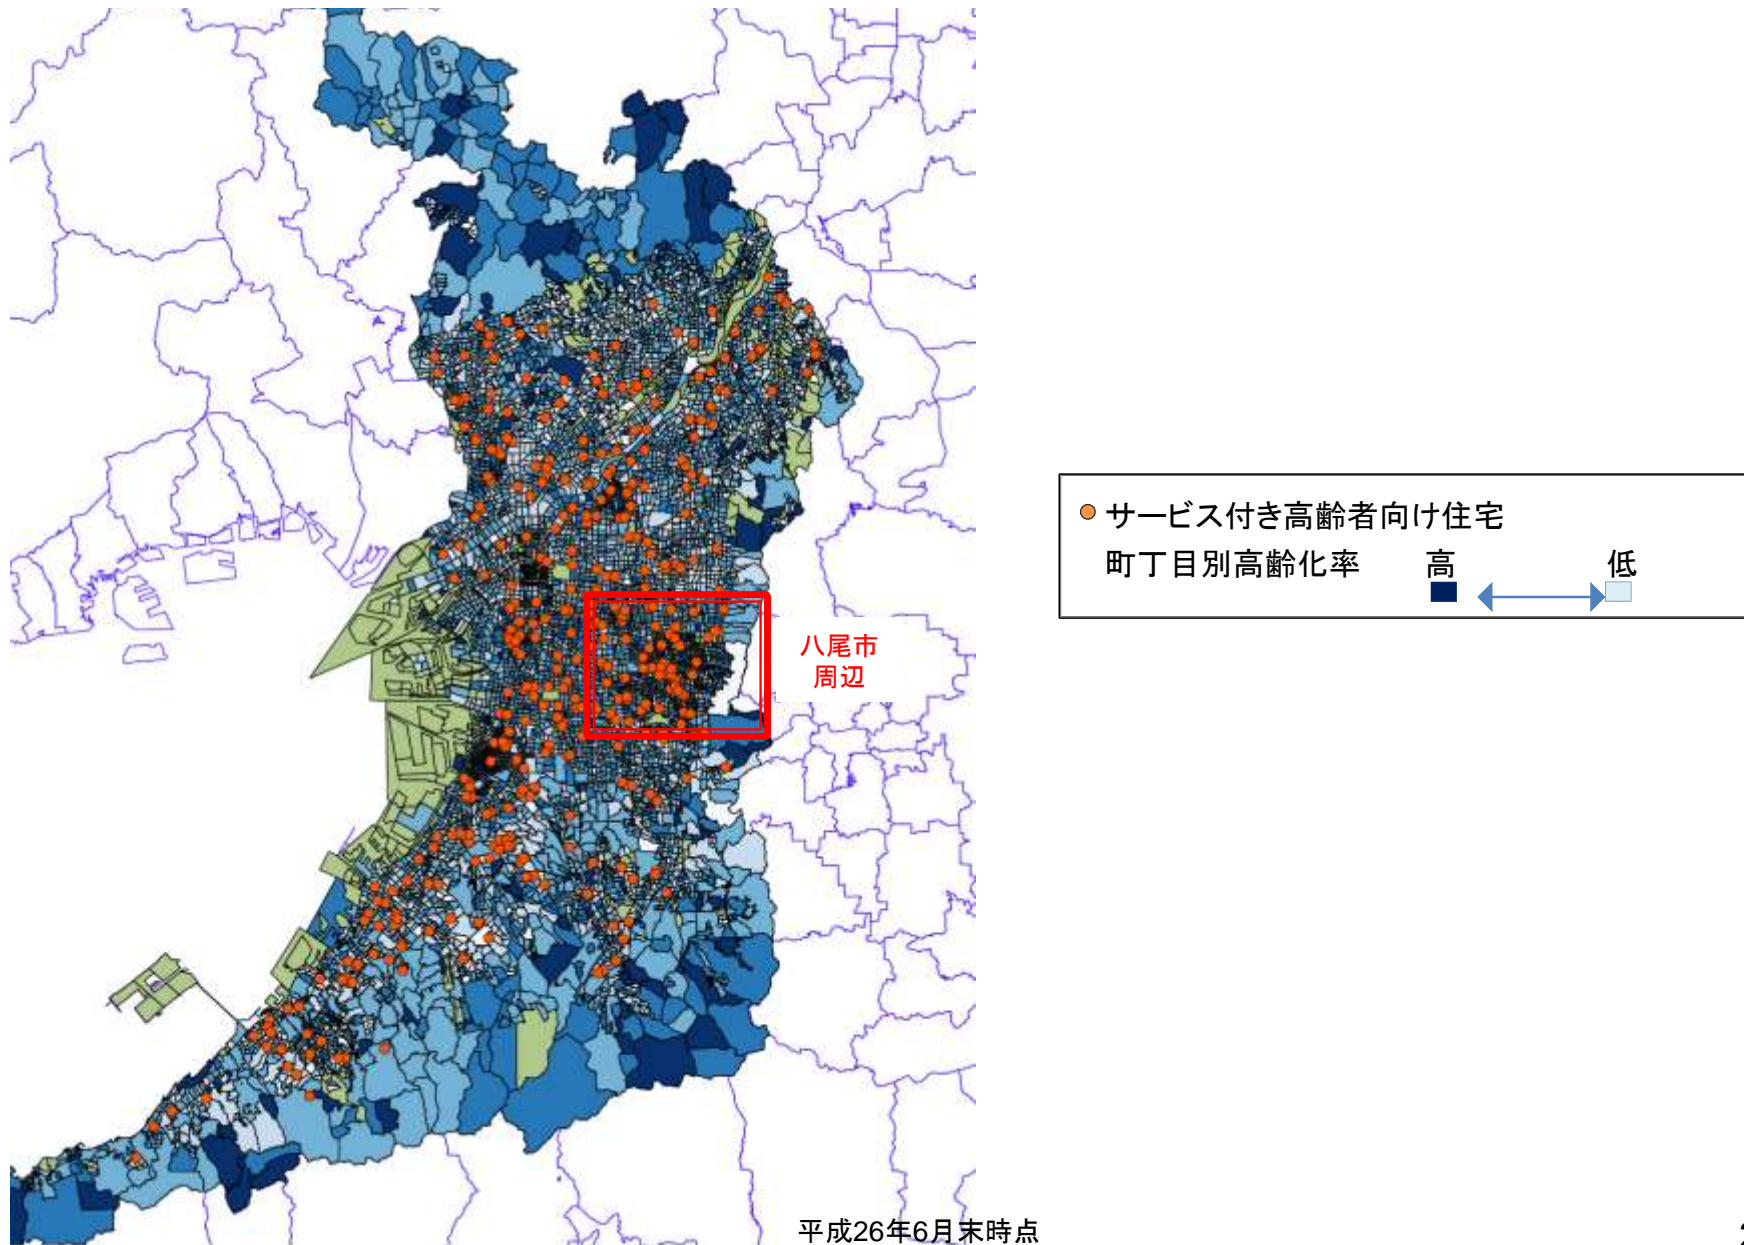 サービス付き高齢者向け住宅
町丁目別高齢化率 高 低
八尾市
周辺
平成26年6月末時点